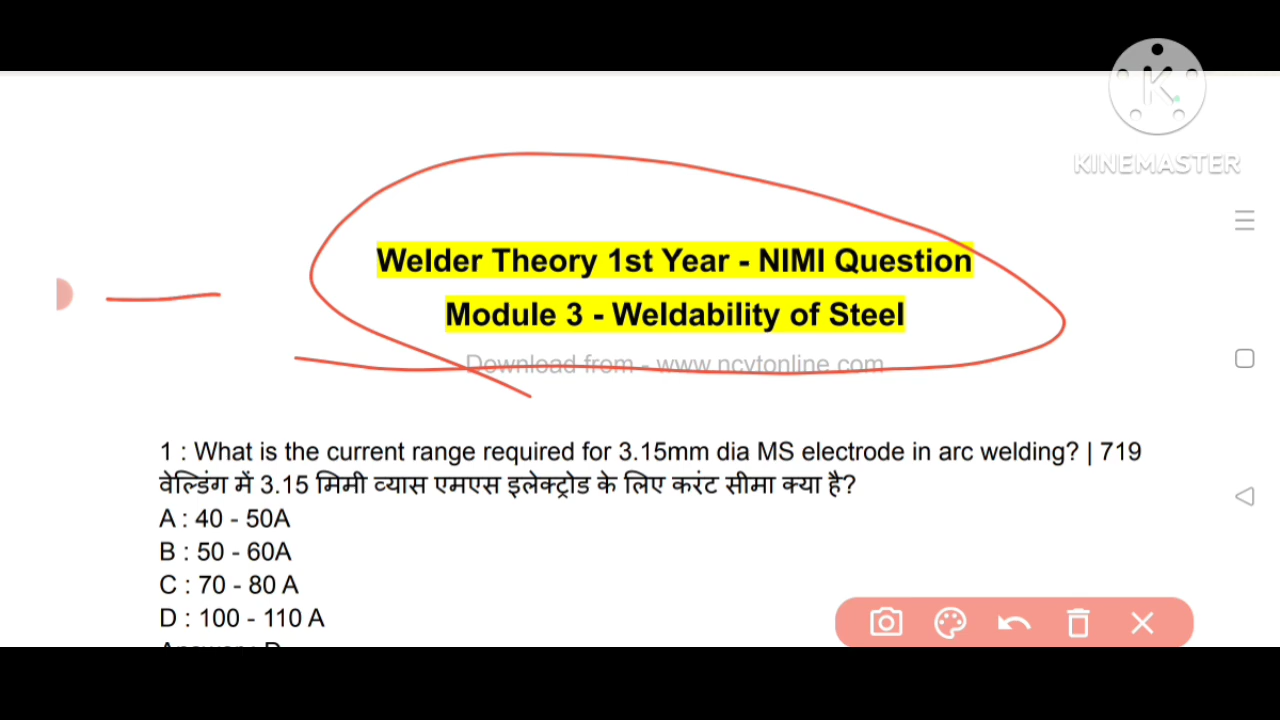 KINEMASTER
Welder Theory 1st Year - NIMI Question
Module 3 - Weldability of Steel
Download from - www.ncvtonline.com
1 : What is the current range required for 3.15mm dia MS electrode in arc welding? | 719
वेल्डिंग में 3.15 मिमी व्यास एमएस इलेक्ट्रोड के लिए करंट सीमा क्या है?
A : 40 - 50A
B : 50 - 60A
C : 70 - 80 A
D : 100 - 110 A